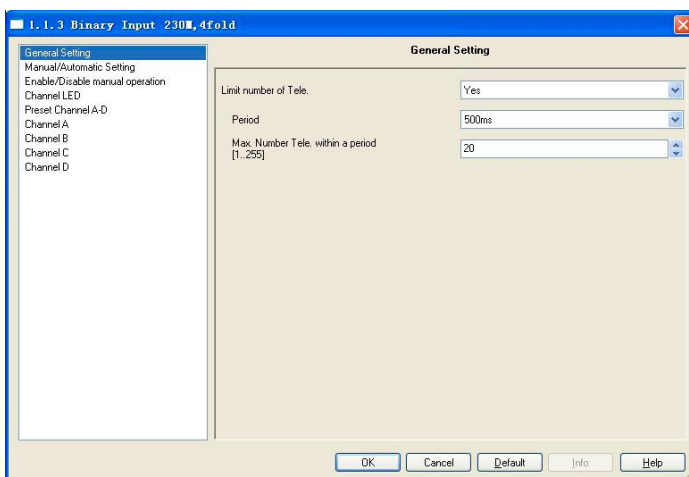 1.1.3 Binary Input 230M,4fold
General Setting
Manual/Automatic Setting
Enable/Disable manual operation
Channel LED
Preset Channel A-D
Channel A
Channel B
Channel C
Channel D
General Setting
Limit number of Tele.
Yes
Period
500ms
Max. Number Tele. within a period
[1..255]
20
OK
Cancel
Default
Info
Help